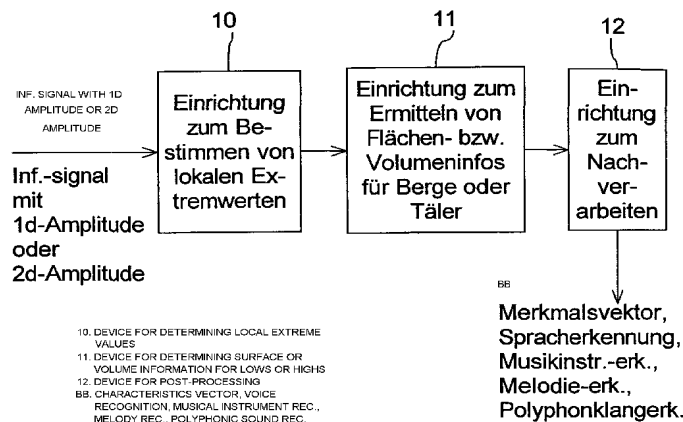 10
11
12
INF. SIGNAL WITH 1D
AMPLITUDE OR 2D
AMPLITUDE
Inf.-signal
mit
1d-Amplitude
oder
2d-Amplitude
Einrichtung
zum Be-
stimmen von
lokalen Ex-
tremwerten
Einrichtung zum
Ermitteln von
Flächen- bzw.
Volumeninfos
für Berge oder
Täler
Ein-
richtung
zum
Nach-
ver-
arbeiten
BB
Merkmalsvektor,
Spracherkennung,
Musikinstr.-erk.,
Melodie-erk.,
Polyphonklangerk.
10. DEVICE FOR DETERMINING LOCAL EXTREME
VALUES
11. DEVICE FOR DETERMINING SURFACE OR
VOLUME INFORMATION FOR LOWS OR HIGHS
12. DEVICE FOR POST-PROCESSING
BB. CHARACTERISTICS VECTOR, VOICE
RECOGNITION, MUSICAL INSTRUMENT REC.,
MELODY REC., POLYPHONIC SOUND REC.